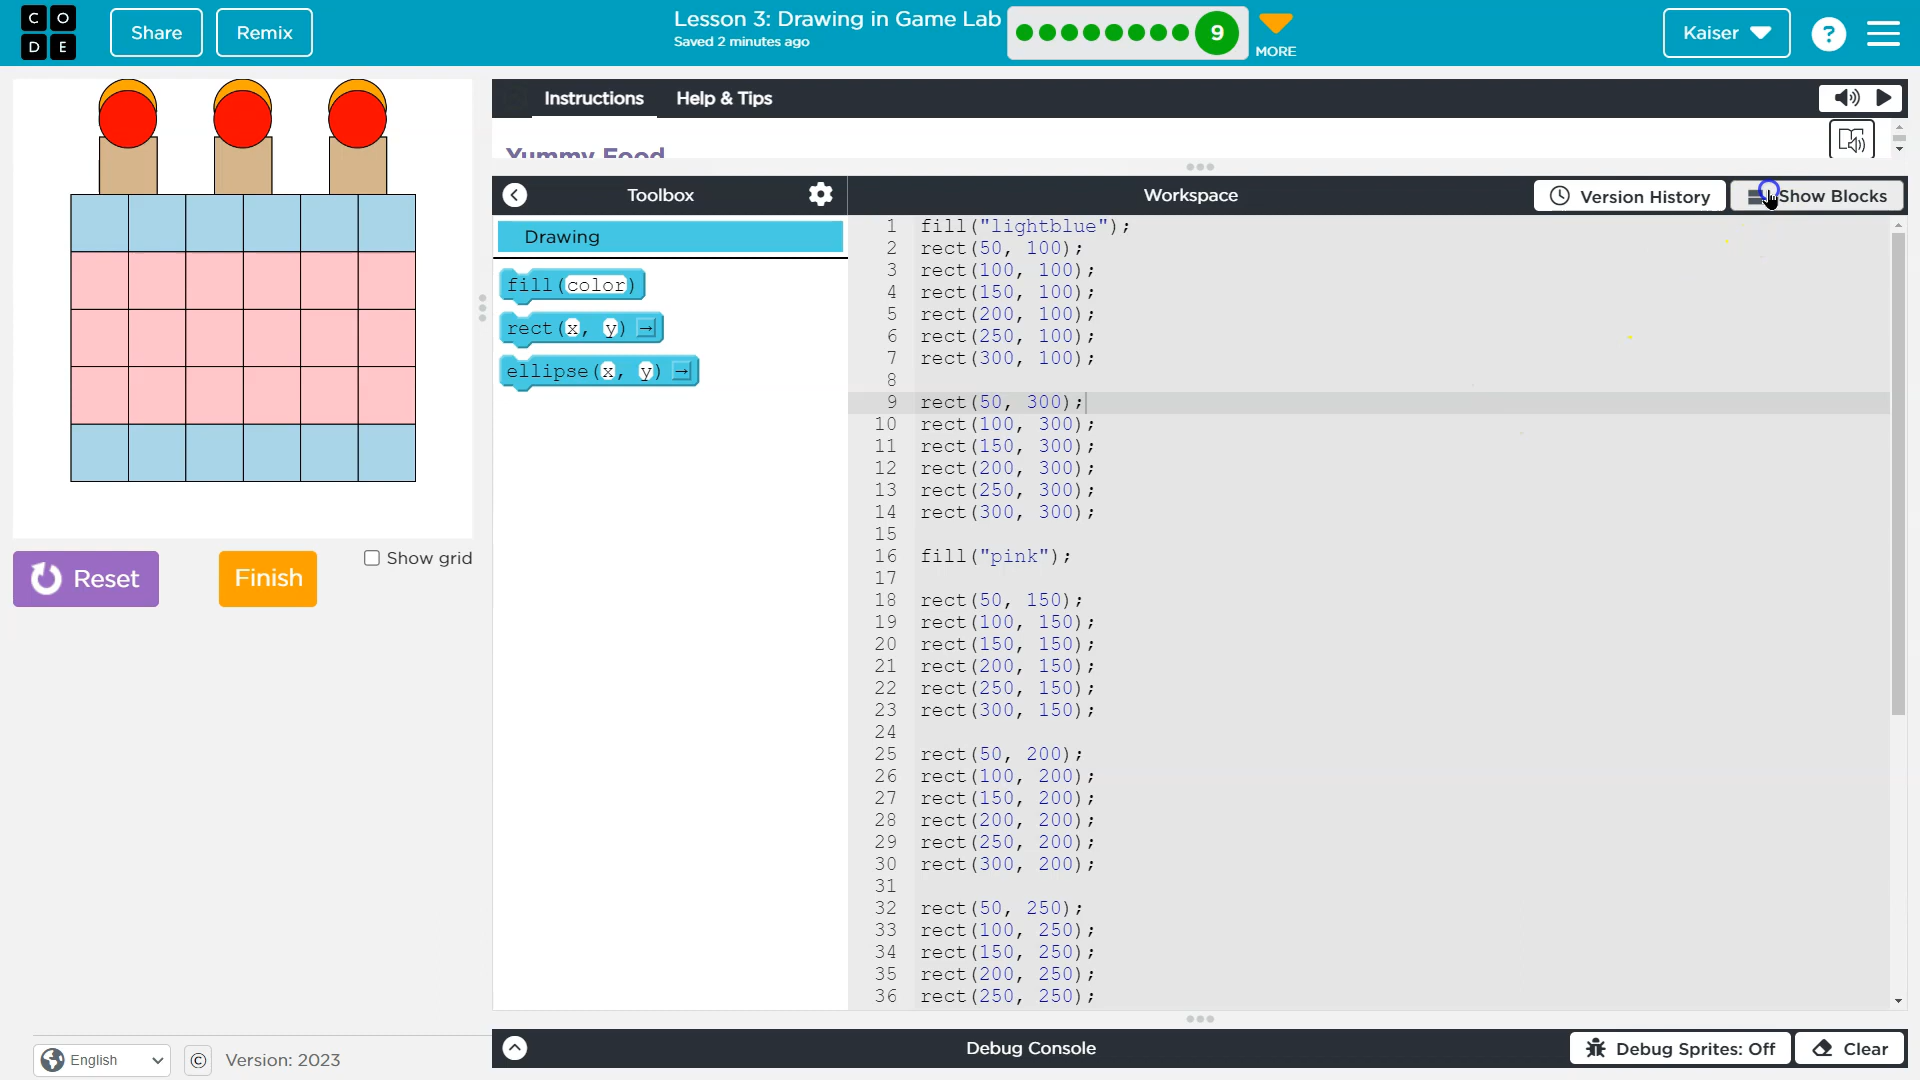 C O
D E
Share
Remix
Lesson 3: Drawing in Game Lab
Saved 2 minutes ago
9
MORE
Kaiser
?
Instructions
Help & Tips
Yummy Food
Toolbox
Workspace
Version History
Show Blocks
Drawing
fill(color)
rect(x, y) →
ellipse(x, y) →
1 fill("lightblue");
2 rect(50, 100);
3 rect(100, 100);
4 rect(150, 100);
5 rect(200, 100);
6 rect(250, 100);
7 rect(300, 100);
8
9 rect(50, 300);
10 rect(100, 300);
11 rect(150, 300);
12 rect(200, 300);
13 rect(250, 300);
14 rect(300, 300);
15
16 fill("pink");
17
18 rect(50, 150);
19 rect(100, 150);
20 rect(150, 150);
21 rect(200, 150);
22 rect(250, 150);
23 rect(300, 150);
24
25 rect(50, 200);
26 rect(100, 200);
27 rect(150, 200);
28 rect(200, 200);
29 rect(250, 200);
30 rect(300, 200);
31
32 rect(50, 250);
33 rect(100, 250);
34 rect(150, 250);
35 rect(200, 250);
36 rect(250, 250);
Reset
Finish
Show grid
English
©
Version: 2023
Debug Console
Debug Sprites: Off
Clear